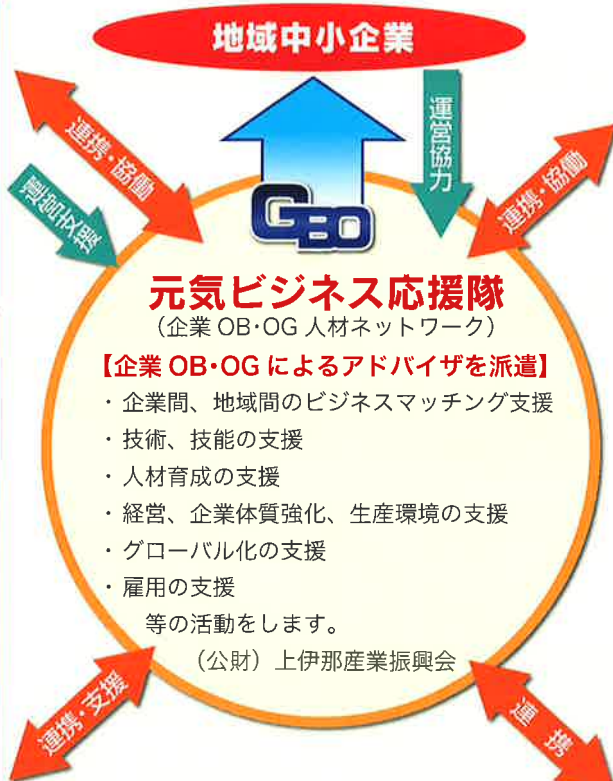 地域中小企業
連携・協働
運営支援
運営協力
連携・協働
GBO
元気ビジネス応援隊
（企業OB・OG人材ネットワーク）
【企業OB・OGによるアドバイザを派遣】
・企業間、地域間のビジネスマッチング支援
・技術、技能の支援
・人材育成の支援
・経営、企業体質強化、生産環境の支援
・グローバル化の支援
・雇用の支援
等の活動をします。
（公財）上伊那産業振興会
連携・支援
連携